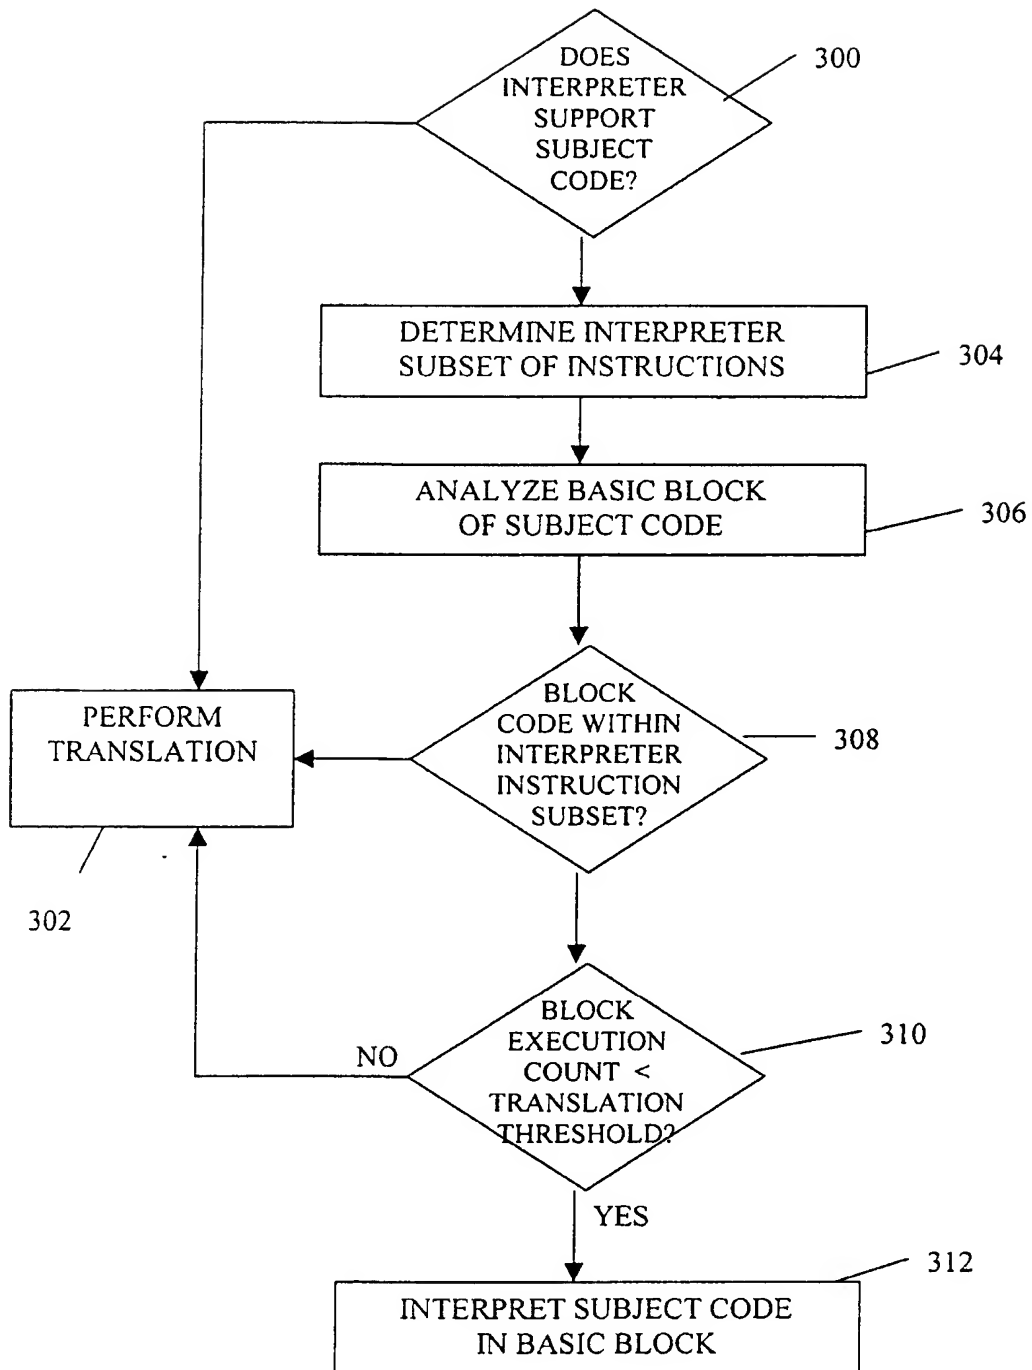 DOES
INTERPRETER
SUPPORT
SUBJECT
CODE?
300
DETERMINE INTERPRETER
SUBSET OF INSTRUCTIONS
304
ANALYZE BASIC BLOCK
OF SUBJECT CODE
306
PERFORM
TRANSLATION
302
BLOCK
CODE WITHIN
INTERPRETER
INSTRUCTION
SUBSET?
308
BLOCK
EXECUTION
COUNT <
TRANSLATION
THRESHOLD?
310
NO
YES
312
INTERPRET SUBJECT CODE
IN BASIC BLOCK